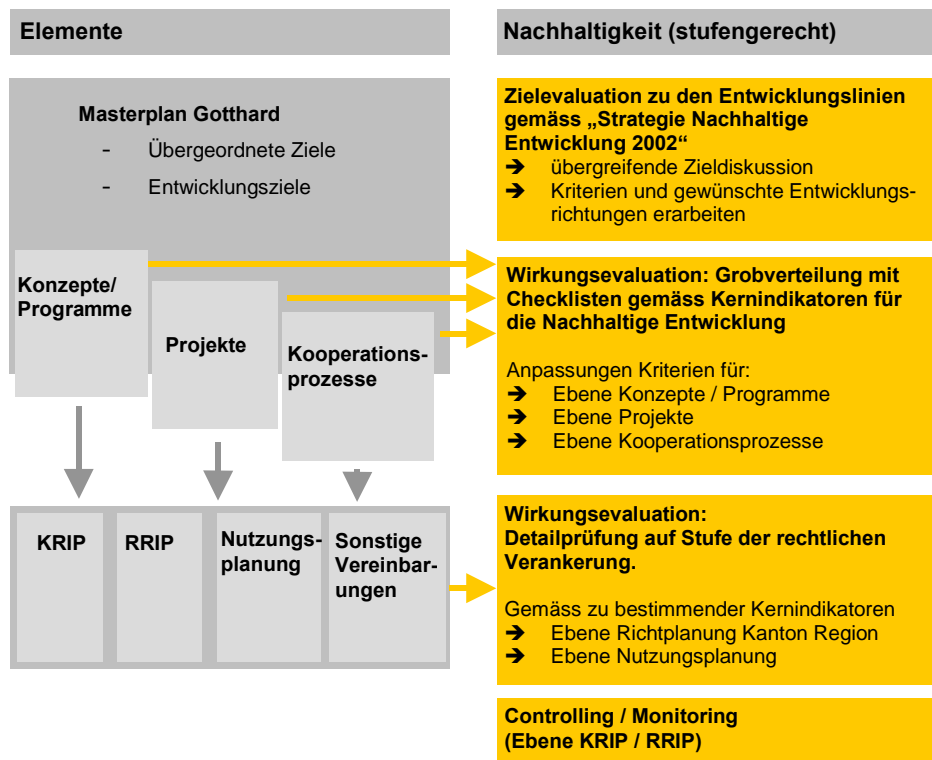 Elemente
Masterplan Gotthard
- Übergeordnete Ziele
- Entwicklungsziele
Konzepte/
Programme
Projekte
Kooperations-
prozesse
KRIP
RRIP
Nutzungs-
planung
Sonstige
Vereinbar-
ungen
Nachhaltigkeit (stufengerecht)
Zielevaluation zu den Entwicklungslinien
gemäss „Strategie Nachhaltige
Entwicklung 2002“
➔ übergreifende Zieldiskussion
➔ Kriterien und gewünschte Entwicklungs-
richtungen erarbeiten
Wirkungsevaluation: Grobverteilung mit
Checklisten gemäss Kernindikatoren für
die Nachhaltige Entwicklung
Anpassungen Kriterien für:
➔ Ebene Konzepte / Programme
➔ Ebene Projekte
➔ Ebene Kooperationsprozesse
Wirkungsevaluation:
Detailprüfung auf Stufe der rechtlichen
Verankerung.
Gemäss zu bestimmender Kernindikatoren
➔ Ebene Richtplanung Kanton Region
➔ Ebene Nutzungsplanung
Controlling / Monitoring
(Ebene KRIP / RRIP)